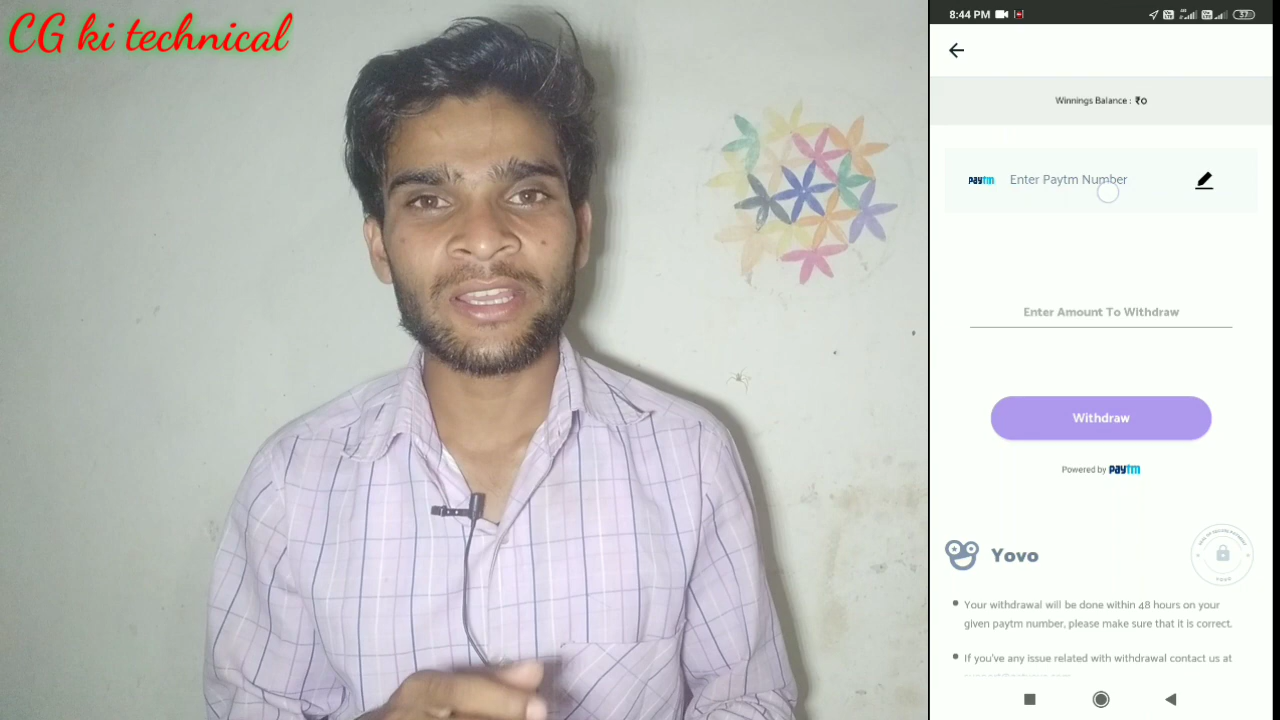 CG ki technical
8:44 PM
37
Winnings Balance : ₹0
paytm Enter Paytm Number
Enter Amount To WIthdraw
Withdraw
Powered by paytm
Yovo
Your withdrawal will be done within 48 hours on your
given paytm number, please make sure that it is correct.
If you've any issue related with withdrawal contact us at